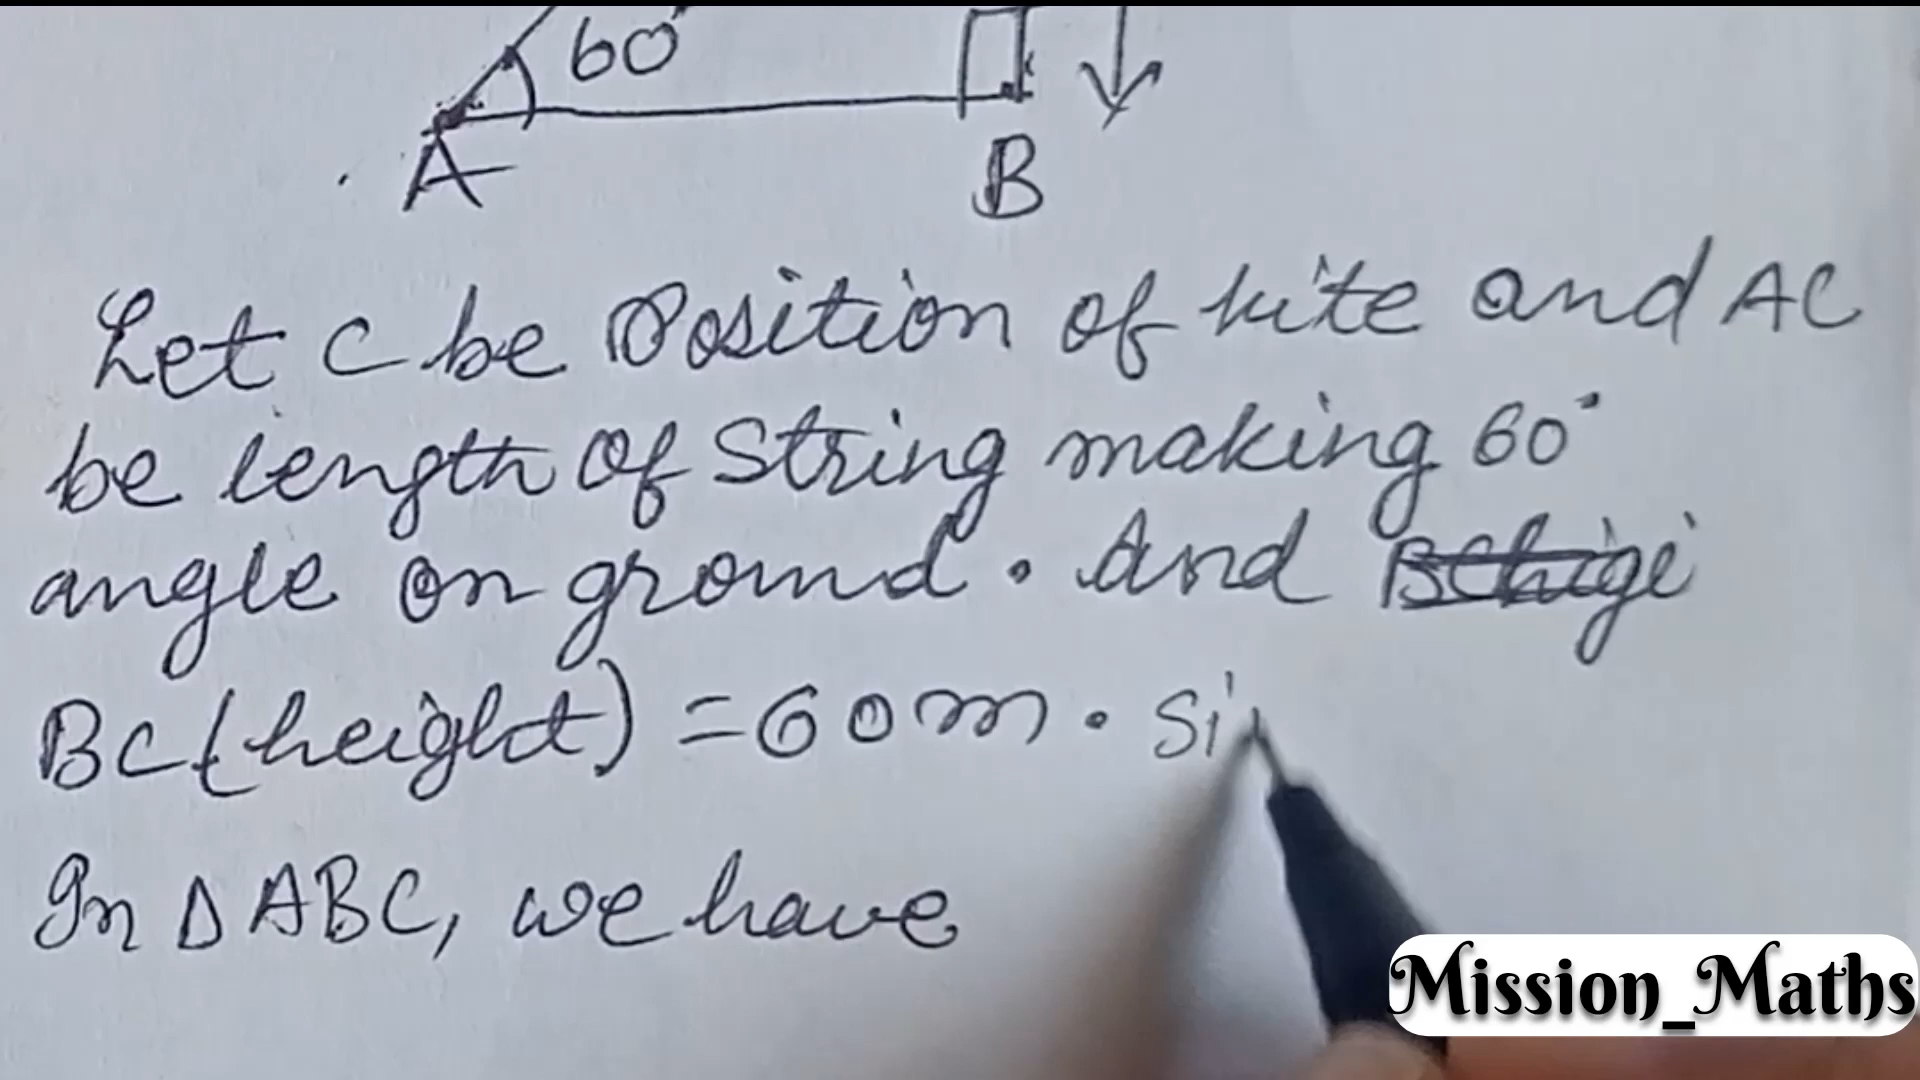 60°
A B
Let C be Position of kite and AC
be length of String making 60°
angle on ground. And
BC (height) = 60m. Si
In Δ ABC, we have
Mission_Maths